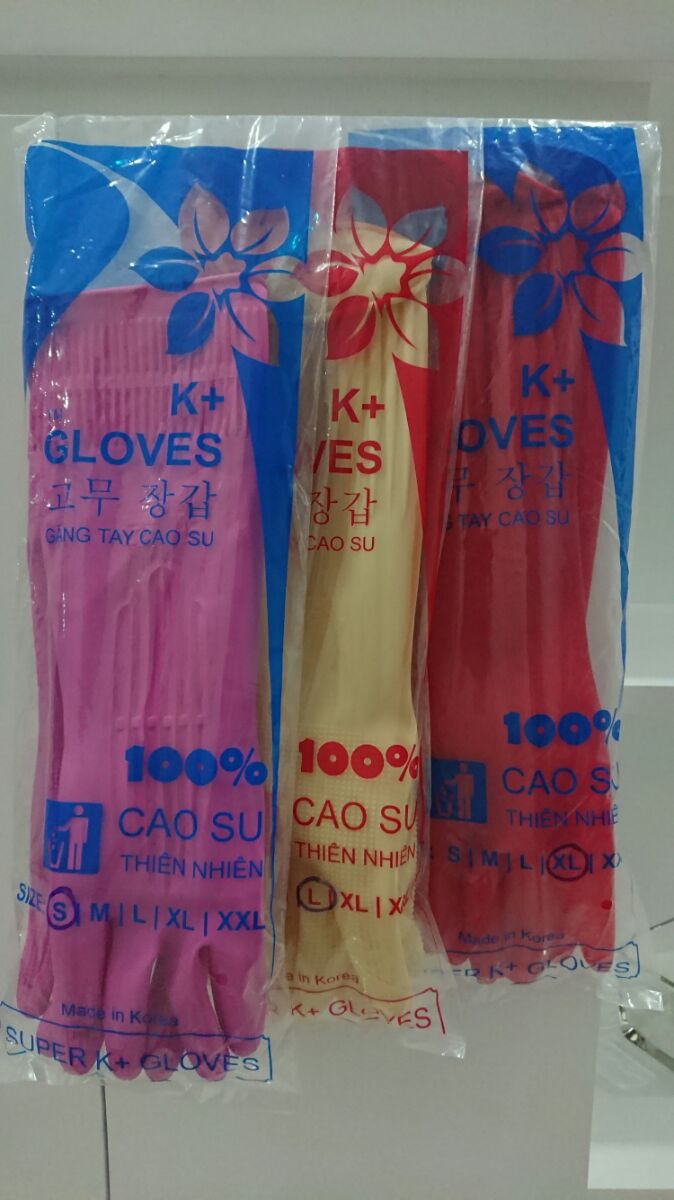 K+
GLOVES
고무 장갑
GĂNG TAY CAO SU
100%
CAO SU
THIÊN NHIÊN
SIZE: S | M | L | XL | XXL
Made in Korea
SUPER K+ GLOVES
K+
VES
장갑
CAO SU
100%
CAO SU
THIÊN NHIÊN
L | XL | X
e in Korea
R K+ GLOVES
K+
OVES
무 장갑
G TAY CAO SU
100%
CAO SU
THIÊN NHIÊ
S | M | L | XL | XX
Made in Korea
PER K+ GLOVES